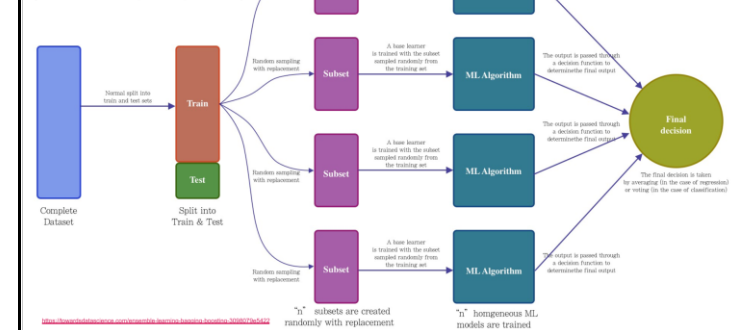 A base learner
is trained with the subset
sampled randomly from
the training set
The output is passed through
a decision function to
determinethe final output
Random sampling
with replacement
Subset
ML Algorithm
Normal split into
train and test sets
Train
Final
decision
The output is passed through
a decision function to
determinethe final output
A base learner
is trained with the subset
sampled randomly from
the training set
Random sampling
with replacement
Subset
ML Algorithm
Test
The final decision is taken
by averaging (in the case of regression)
or voting (in the case of classification)
Complete
Dataset
Split into
Train & Test
A base learner
is trained with the subset
sampled randomly from
the training set
The output is passed through
a decision function to
determinethe final output
Random sampling
with replacement
Subset
ML Algorithm
"n" subsets are created
randomly with replacement
"n" homgeneous ML
models are trained